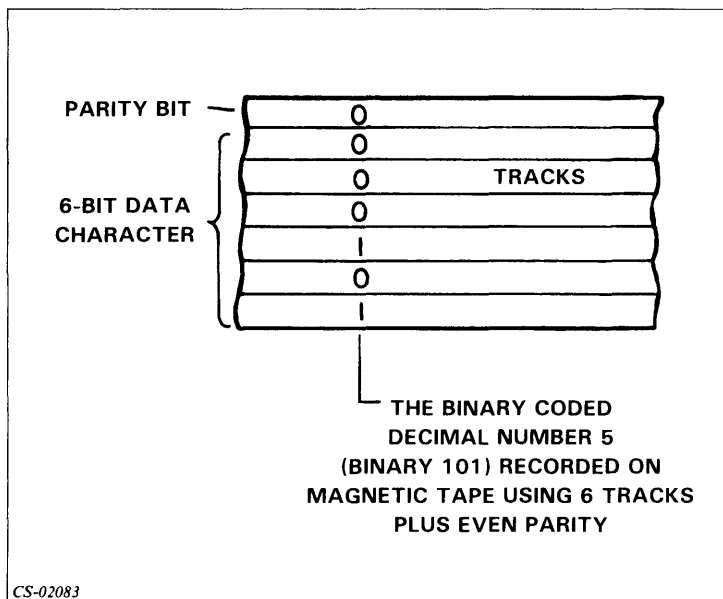 PARITY BIT
0
0
0
TRACKS
0
6-BIT DATA
CHARACTER
1
0
1
THE BINARY CODED
DECIMAL NUMBER 5
(BINARY 101) RECORDED ON
MAGNETIC TAPE USING 6 TRACKS
PLUS EVEN PARITY
CS-02083